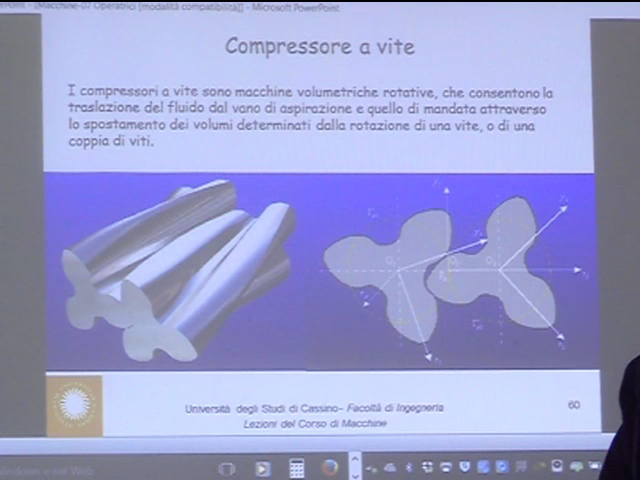 [Macchine-07 Operatrici [modalità compatibilità]] - Microsoft PowerPoint
Compressore a vite
I compressori a vite sono macchine volumetriche rotative, che consentono la
traslazione del fluido dal vano di aspirazione e quello di mandata attraverso
lo spostamento dei volumi determinati dalla rotazione di una vite, o di una
coppia di viti.
Università degli Studi di Cassino- Facoltà di Ingegneria
60
Lezioni del Corso di Macchine